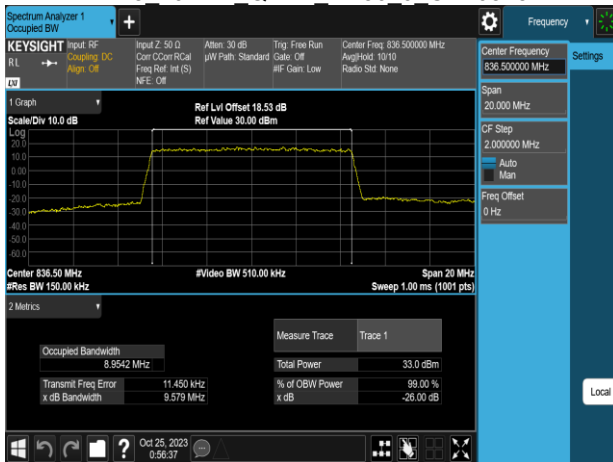 Spectrum Analyzer 1
Occupied BW
+
Frequency
KEYSIGHT
RL
LXI
Input: RF
Coupling: DC
Align: Off
Input Z: 50 Ω
Corr CCorr RCal
Freq Ref: Int (S)
NFE: Off
Atten: 30 dB
µW Path: Standard
Trig: Free Run
Gate: Off
#IF Gain: Low
Center Freq: 836.500000 MHz
Avg|Hold: 10/10
Radio Std: None
Center Frequency
836.500000 MHz
Settings
Span
20.000 MHz
CF Step
2.000000 MHz
Auto
Man
Freq Offset
0 Hz
Local
1 Graph
Scale/Div 10.0 dB
Ref Lvl Offset 18.53 dB
Ref Value 30.00 dBm
Log
20.0
10.0
0.00
-10.0
-20.0
-30.0
-40.0
-50.0
-60.0
Center 836.50 MHz
#Video BW 510.00 kHz
Span 20 MHz
#Res BW 150.00 kHz
Sweep 1.00 ms (1001 pts)
2 Metrics
Measure Trace
Trace 1
Occupied Bandwidth
8.9542 MHz
Total Power
33.0 dBm
Transmit Freq Error
11.450 kHz
% of OBW Power
99.00 %
x dB Bandwidth
9.579 MHz
x dB
-26.00 dB
?
Oct 25, 2023
0:56:37